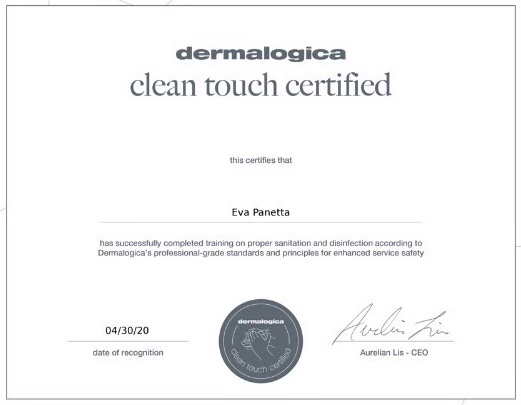 dermalogica
clean touch certified
this certifies that
Eva Panetta
has successfully completed training on proper sanitation and disinfection according to
Dermalogica's professional-grade standards and principles for enhanced service safety
04/30/20
date of recognition
dermalogica
clean touch certified
Aurelian Lis
Aurelian Lis - CEO